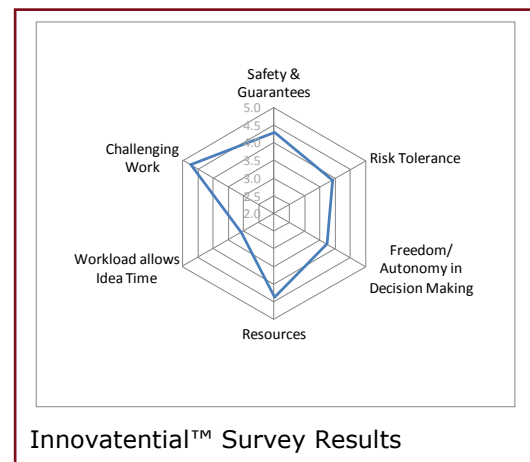 Safety &
Guarantees
5.0
4.5
4.0
3.5
3.0
2.5
2.0
Challenging
Work
Risk Tolerance
Workload allows
Idea Time
Freedom/
Autonomy in
Decision Making
Resources
Innovatential™ Survey Results